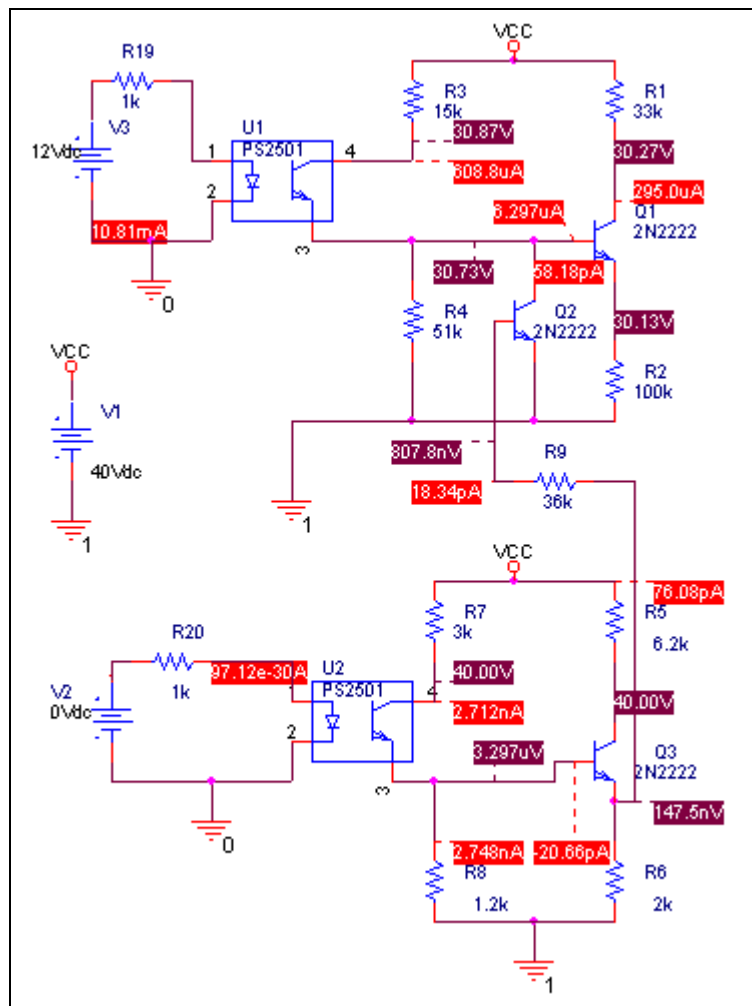 VCC
R19
1k
V3
12Vdc
R3
15k
R1
33k
U1
PS2501
1
2
4
3
30.87V
608.8uA
30.27V
295.0uA
10.81mA
0
6.297uA
Q1
2N2222
30.73V
58.18pA
R4
51k
Q2
2N2222
30.13V
R2
100k
VCC
V1
40Vdc
1
807.8nV
18.34pA
R9
36k
1
VCC
R7
3k
76.08pA
R5
6.2k
R20
1k
97.12e-30A
V2
0Vdc
U2
PS2501
1
2
4
3
40.00V
2.712nA
40.00V
3.297uV
Q3
2N2222
147.5nV
0
2.748nA
-20.66pA
R8
1.2k
R6
2k
1